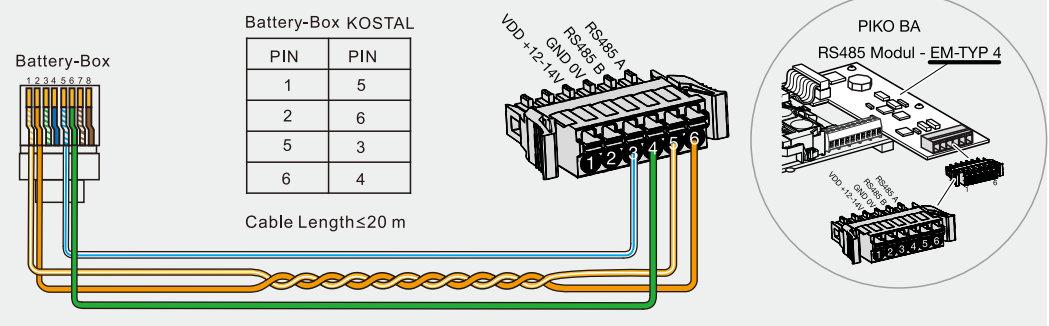 Battery-Box
1 2 3 4 5 6 7 8
Battery-Box KOSTAL
PIN PIN
1 5
2 6
5 3
6 4
Cable Length≤20 m
VDD +12-14V
GND 0V
RS485 B
RS485 A
1 2 3 4 5 6
PIKO BA
RS485 Modul - EM-TYP 4
VDD +12-14V
GND 0V
RS485 B
RS485 A
1 2 3 4 5 6